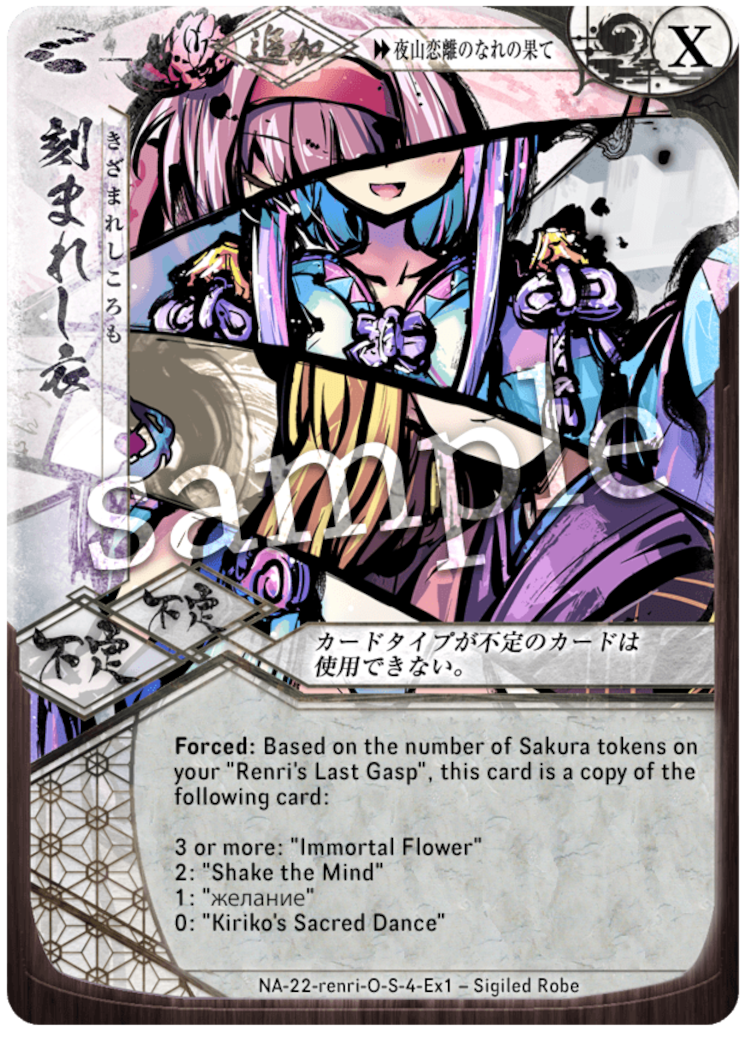 追加
▶▶夜山恋離のなれの果て
X
刻まれし衣
きざまれしころも
sample
不定
不定
カードタイプが不定のカードは
使用できない。
Forced: Based on the number of Sakura tokens on
your "Renri's Last Gasp", this card is a copy of the
following card:
3 or more: "Immortal Flower"
2: "Shake the Mind"
1: "желание"
0: "Kiriko's Sacred Dance"
NA-22-renri-O-S-4-Ex1 – Sigiled Robe